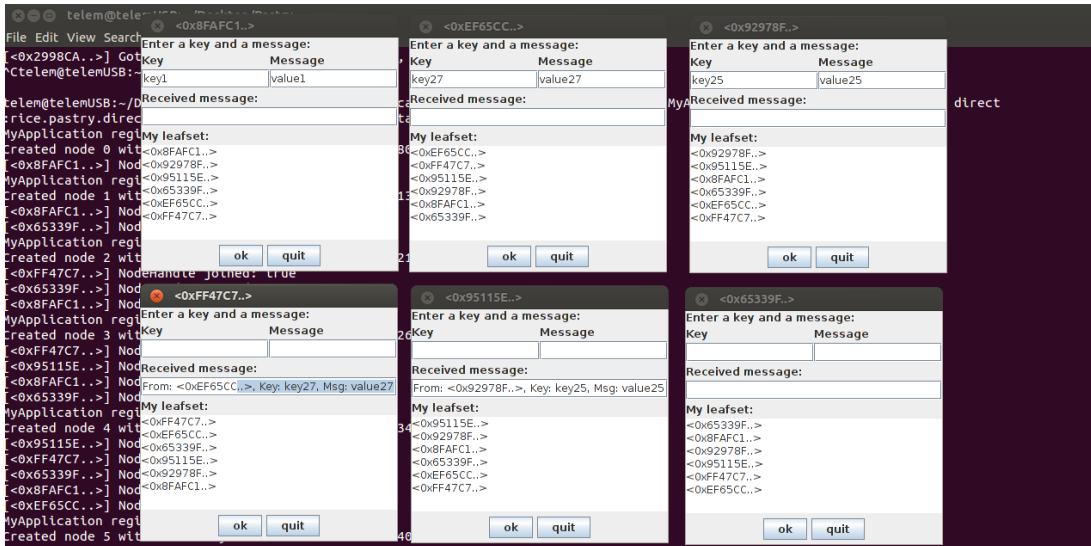 telem@tele
File Edit View Search
[<0x2998CA..>] Got
^Ctelem@telemUSB:~
telem@telemUSB:~/D
direct
:rice.pastry.direc
MyApplication regi
Created node 0 wit
[<0x8FAFC1..>] Nod
MyApplication regi
Created node 1 wit
[<0x8FAFC1..>] Nod
[<0x65339F..>] Nod
MyApplication regi
Created node 2 wit
[<0xFF47C7..>] NodeHandle joined: true
[<0x65339F..>] Nod
[<0x8FAFC1..>] Nod
MyApplication regi
Created node 3 wit
[<0xFF47C7..>] Nod
[<0x95115E..>] Nod
[<0x8FAFC1..>] Nod
[<0x65339F..>] Nod
MyApplication regi
Created node 4 wit
[<0x95115E..>] Nod
[<0xFF47C7..>] Nod
[<0x65339F..>] Nod
[<0x8FAFC1..>] Nod
[<0xEF65CC..>] Nod
MyApplication regi
Created node 5 wit
<0x8FAFC1..>
Enter a key and a message:
Key Message
key1 value1
Received message:
My leafset:
<0x8FAFC1..>
<0x92978F..>
<0x95115E..>
<0x65339F..>
<0xEF65CC..>
<0xFF47C7..>
ok quit
<0xEF65CC..>
Enter a key and a message:
Key Message
key27 value27
Received message:
My leafset:
<0xEF65CC..>
<0xFF47C7..>
<0x95115E..>
<0x92978F..>
<0x8FAFC1..>
<0x65339F..>
ok quit
<0x92978F..>
Enter a key and a message:
Key Message
key25 value25
Received message:
My leafset:
<0x92978F..>
<0x95115E..>
<0x8FAFC1..>
<0x65339F..>
<0xEF65CC..>
<0xFF47C7..>
ok quit
<0xFF47C7..>
Enter a key and a message:
Key Message
Received message:
From: <0xEF65CC..>, Key: key27, Msg: value27
My leafset:
<0xFF47C7..>
<0xEF65CC..>
<0x65339F..>
<0x95115E..>
<0x92978F..>
<0x8FAFC1..>
ok quit
<0x95115E..>
Enter a key and a message:
Key Message
Received message:
From: <0x92978F..>, Key: key25, Msg: value25
My leafset:
<0x95115E..>
<0x92978F..>
<0x8FAFC1..>
<0x65339F..>
<0xEF65CC..>
<0xFF47C7..>
ok quit
<0x65339F..>
Enter a key and a message:
Key Message
Received message:
My leafset:
<0x65339F..>
<0x8FAFC1..>
<0x92978F..>
<0x95115E..>
<0xFF47C7..>
<0xEF65CC..>
ok quit